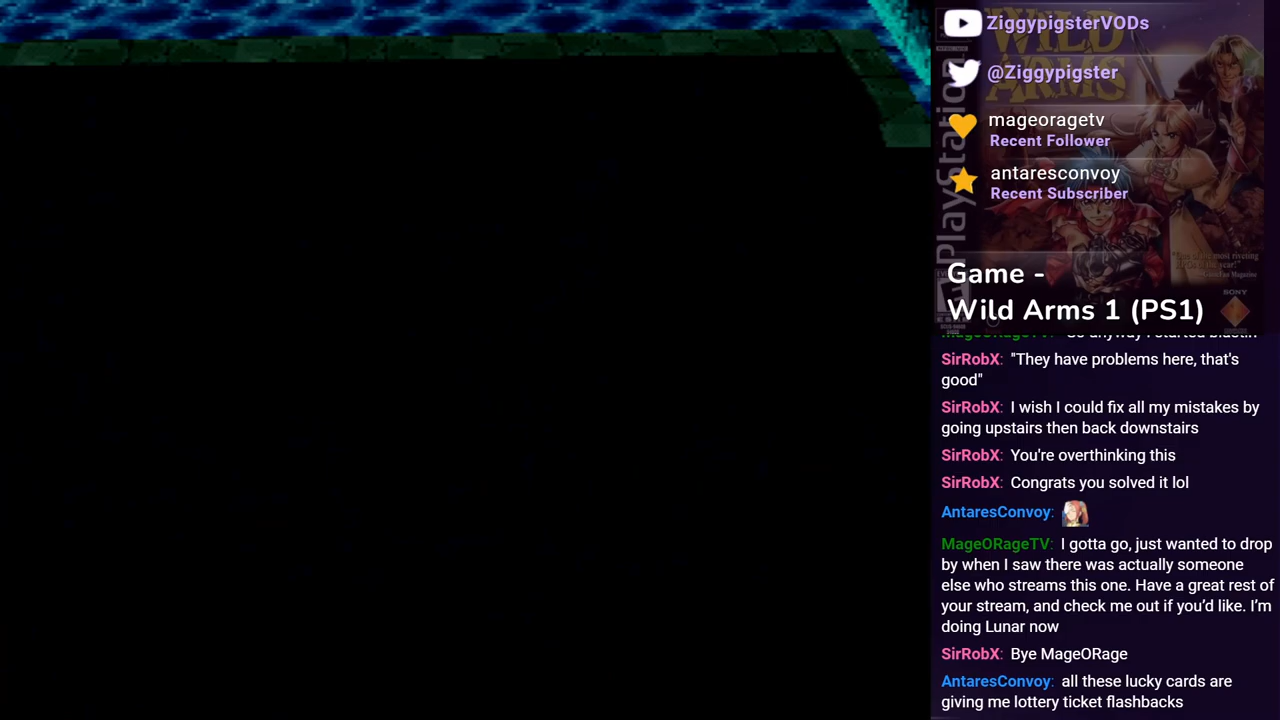 ZiggypigsterVODs
@Ziggypigster
mageoragetv
Recent Follower
antaresconvoy
Recent Subscriber
WILD
ARMS
PlayStation
SONY
Game -
Wild Arms 1 (PS1)
SirRobX: "They have problems here, that's
good"
SirRobX: I wish I could fix all my mistakes by
going upstairs then back downstairs
SirRobX: You're overthinking this
SirRobX: Congrats you solved it lol
AntaresConvoy:
MageORageTV: I gotta go, just wanted to drop
by when I saw there was actually someone
else who streams this one. Have a great rest of
your stream, and check me out if you'd like. I'm
doing Lunar now
SirRobX: Bye MageORage
AntaresConvoy: all these lucky cards are
giving me lottery ticket flashbacks